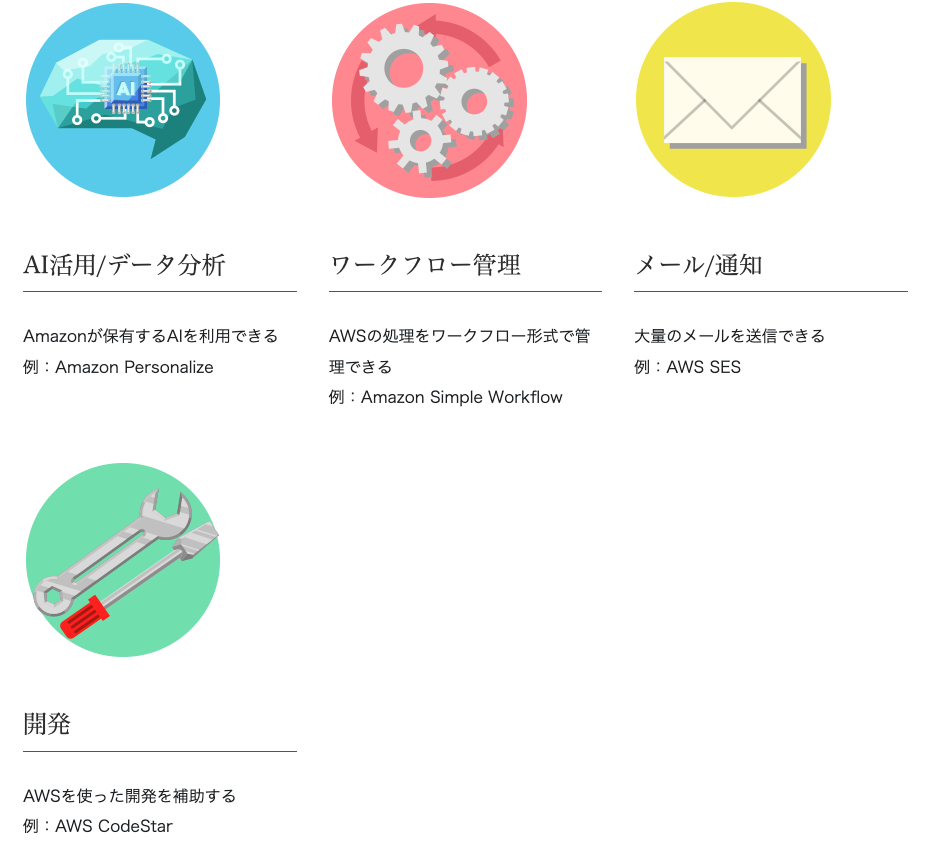 AI
AI活用/データ分析
Amazonが保有するAIを利用できる
例：Amazon Personalize
ワークフロー管理
AWSの処理をワークフロー形式で管
理できる
例：Amazon Simple Workflow
メール/通知
大量のメールを送信できる
例：AWS SES
開発
AWSを使った開発を補助する
例：AWS CodeStar